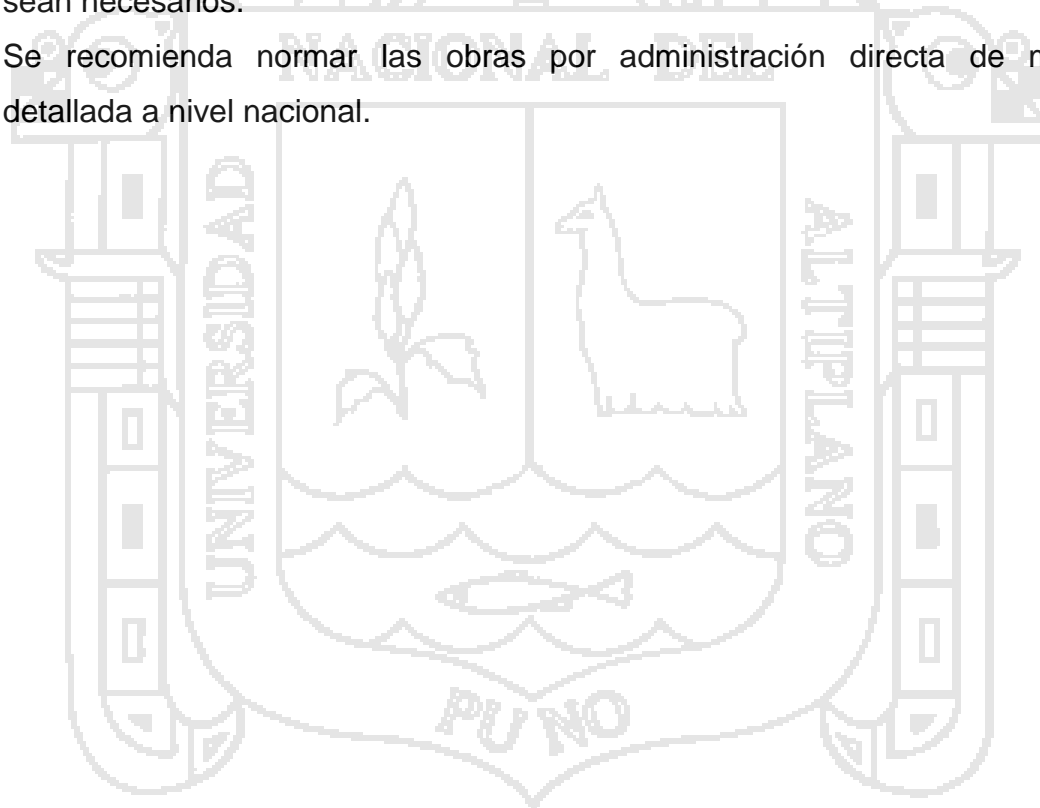 sean necesarios.
NACIONAL DEL
Se recomienda normar las obras por administración directa de
detallada a nivel nacional.
UNIVERSIDAD
ALTIPLANO
PUNO